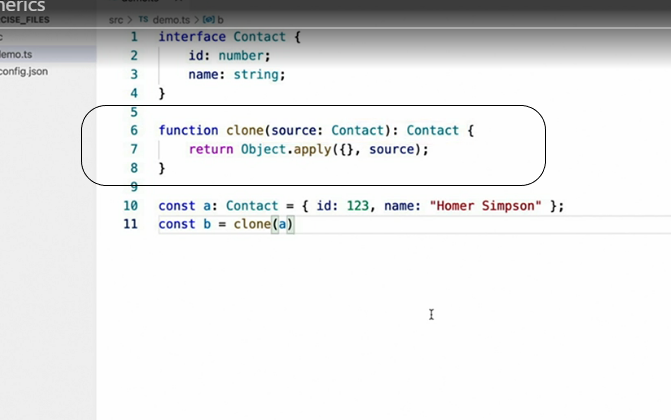 nerics
CISE_FILES
src > TS demo.ts > b
emo.ts
config.json
1 interface Contact {
2 id: number;
3 name: string;
4 }
5
6 function clone(source: Contact): Contact {
7 return Object.apply({}, source);
8 }
9
10 const a: Contact = { id: 123, name: "Homer Simpson" };
11 const b = clone(a)